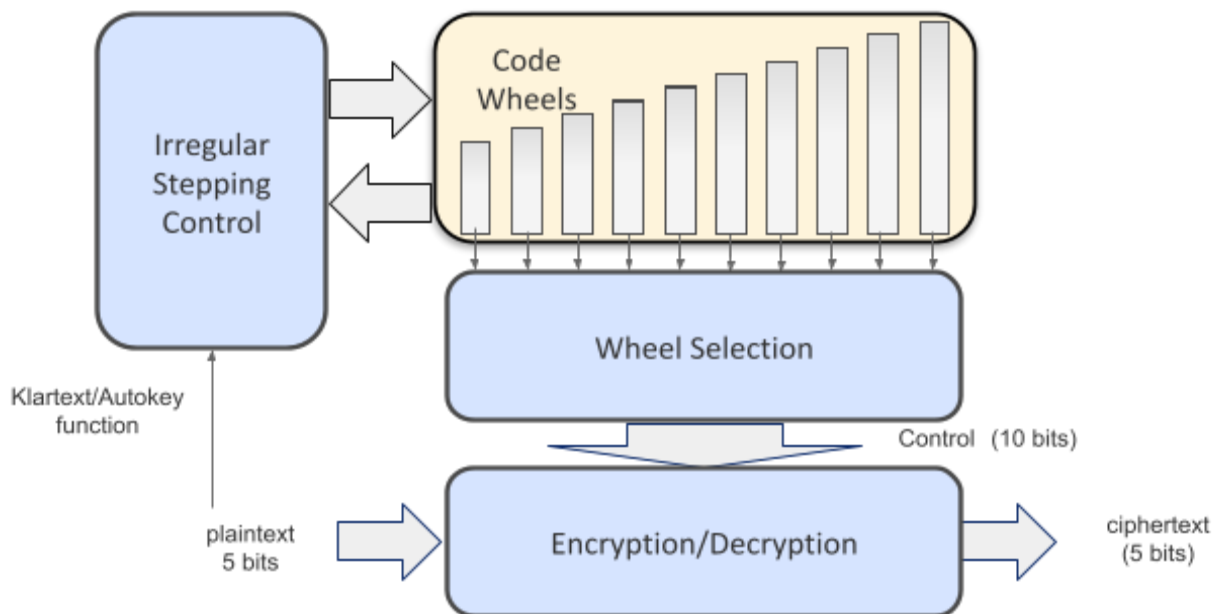 Code
Wheels
Irregular
Stepping
Control
Wheel Selection
Klartext/Autokey
function
Control (10 bits)
plaintext
5 bits
Encryption/Decryption
ciphertext
(5 bits)